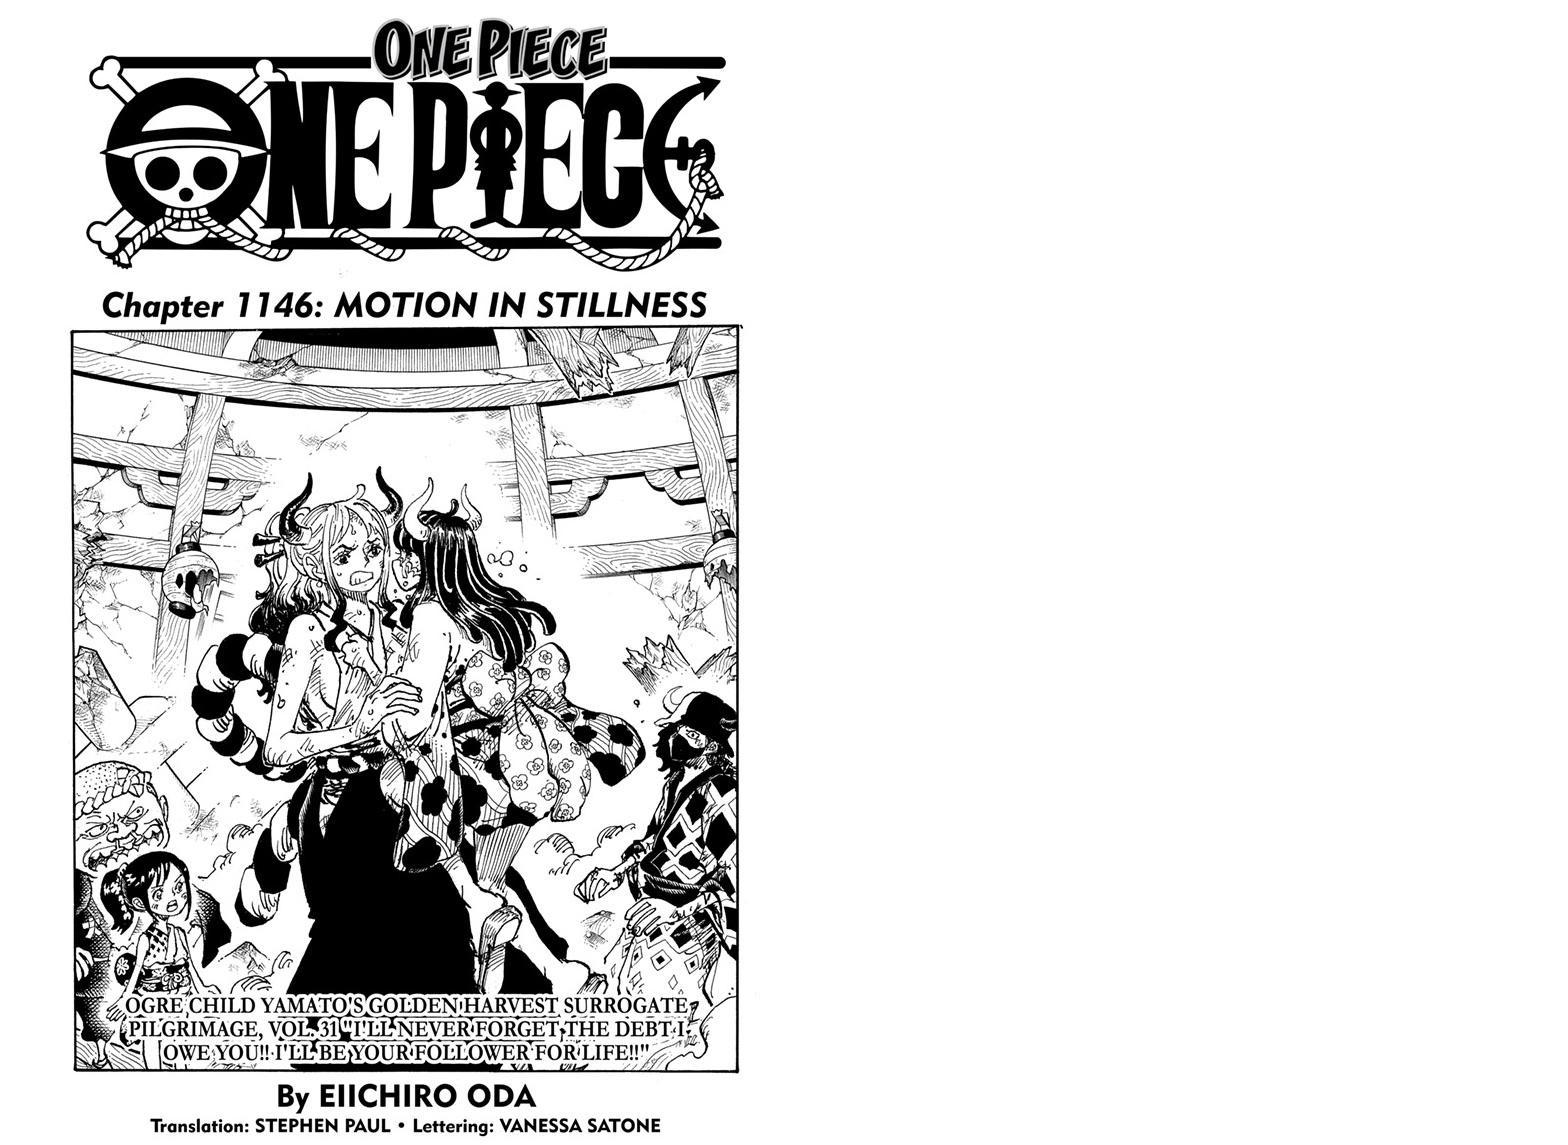 ONE PIECE
ONE PIECE
Chapter 1146: MOTION IN STILLNESS
OGRE CHILD YAMATO'S GOLDEN HARVEST SURROGATE
PILGRIMAGE, VOL. 31 "I'LL NEVER FORGET THE DEBT I
OWE YOU!! I'LL BE YOUR FOLLOWER FOR LIFE!!"
By EIICHIRO ODA
Translation: STEPHEN PAUL • Lettering: VANESSA SATONE